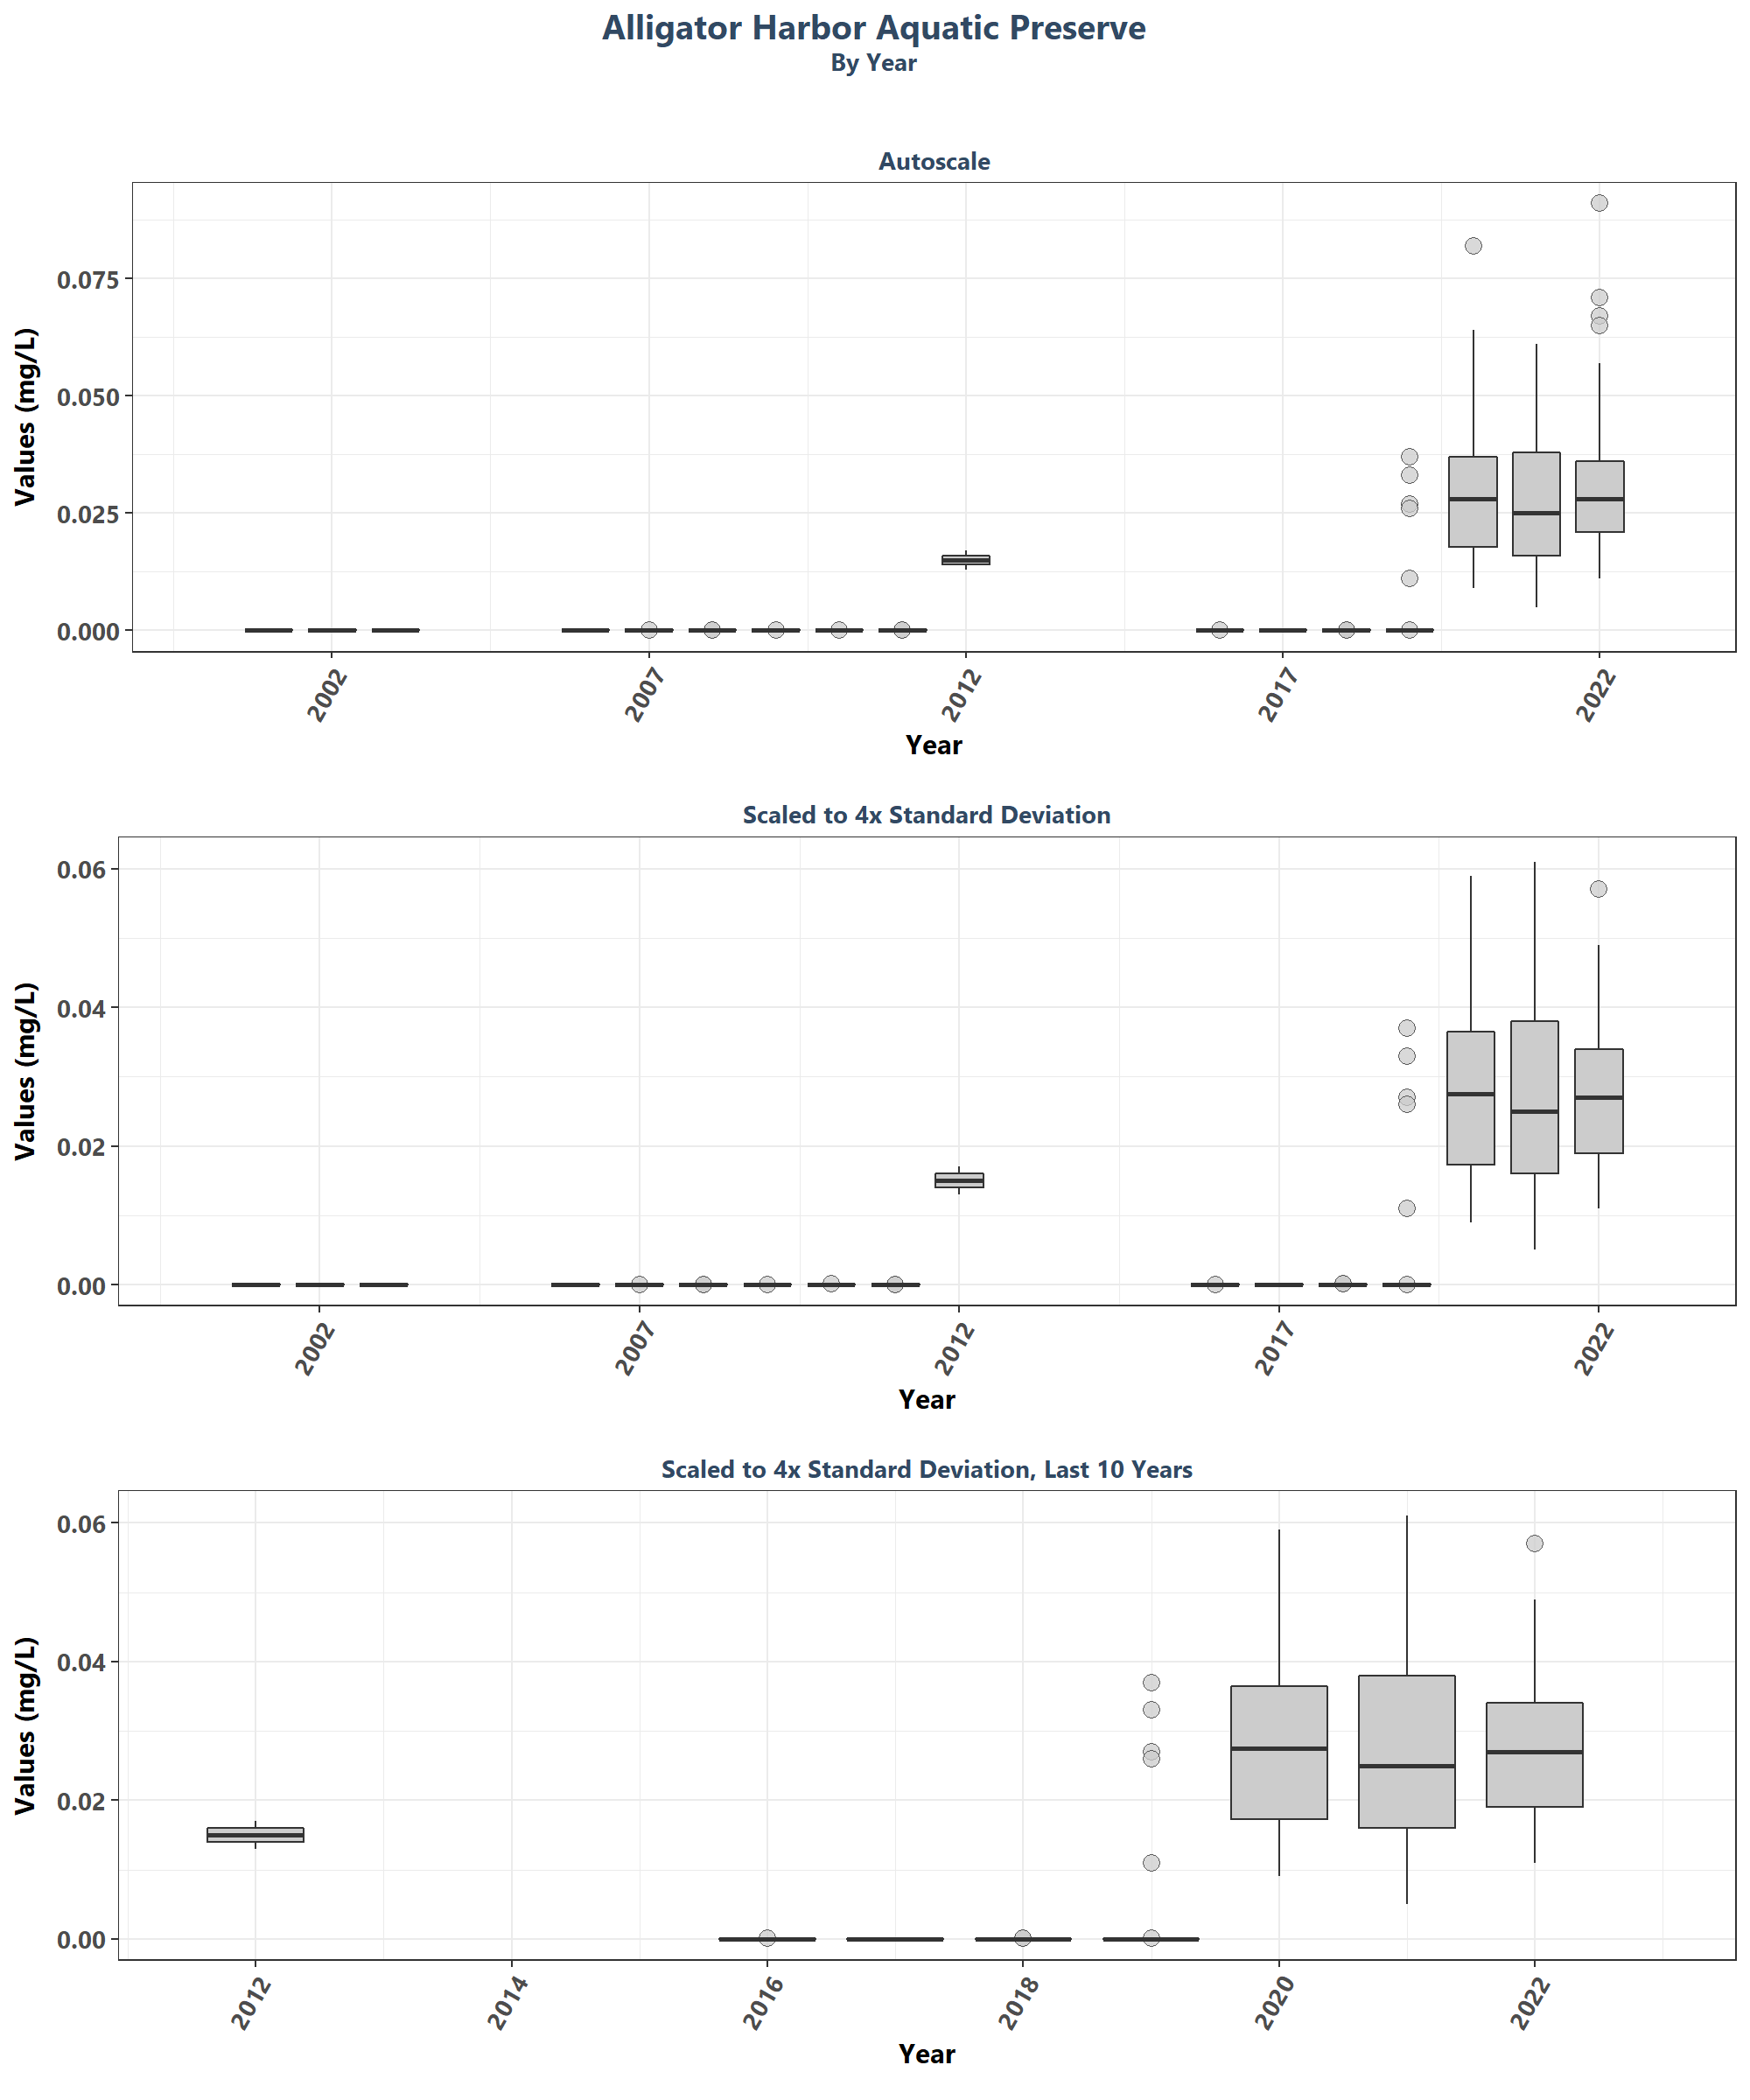 Alligator Harbor Aquatic Preserve
By Year
Autoscale
Values (mg/L)
0.075
0.050
0.025
0.000
2002 2007 2012 2017 2022
Year
Scaled to 4x Standard Deviation
Values (mg/L)
0.06
0.04
0.02
0.00
2002 2007 2012 2017 2022
Year
Scaled to 4x Standard Deviation, Last 10 Years
Values (mg/L)
0.06
0.04
0.02
0.00
2012 2014 2016 2018 2020 2022
Year